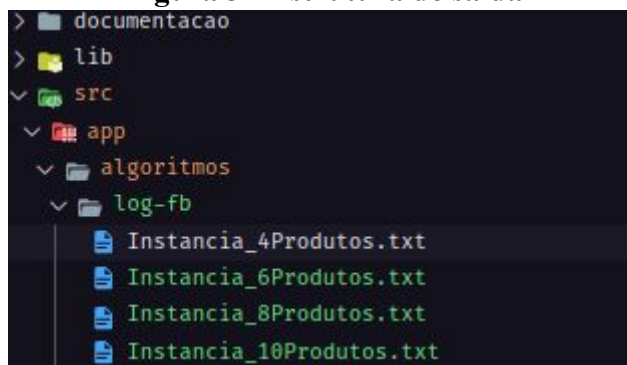 documentacao
lib
src
app
algoritmos
log-fb
Instancia_4Produtos.txt
Instancia_6Produtos.txt
Instancia_8Produtos.txt
Instancia_10Produtos.txt